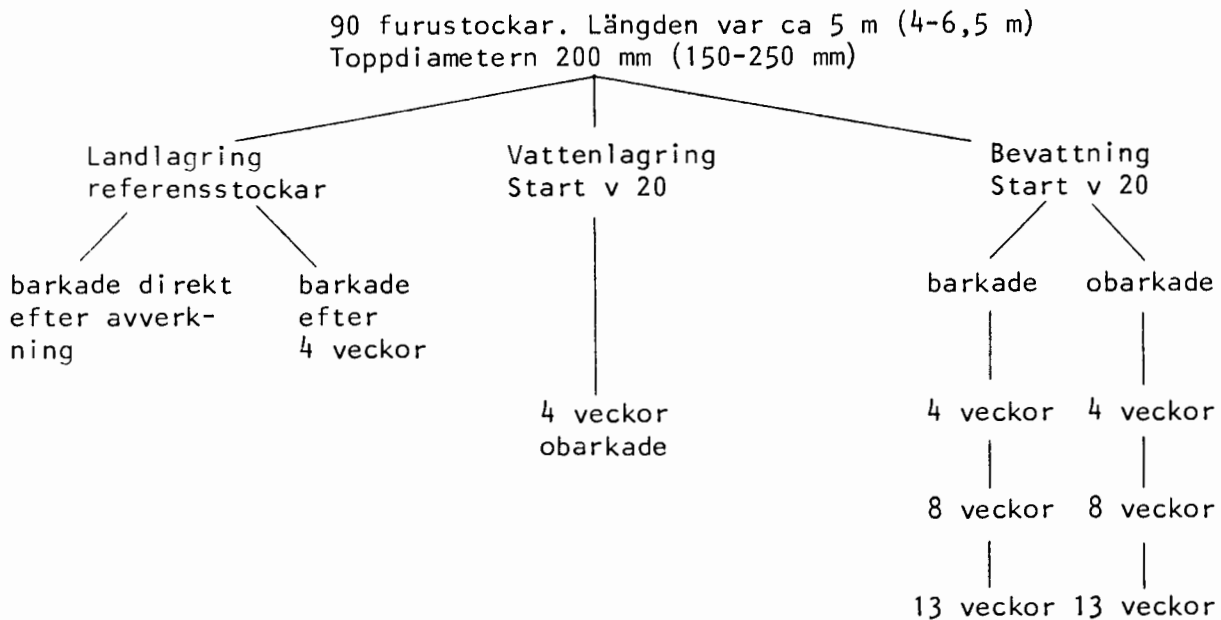 90 furustockar. Längden var ca 5 m (4-6,5 m)
Toppdiametern 200 mm (150-250 mm)
Landlagring
referensstockar
Vattenlagring
Start v 20
Bevattning
Start v 20
barkade direkt
efter avverk-
ning
barkade
efter
4 veckor
4 veckor
obarkade
barkade
obarkade
4 veckor
4 veckor
8 veckor
8 veckor
13 veckor
13 veckor